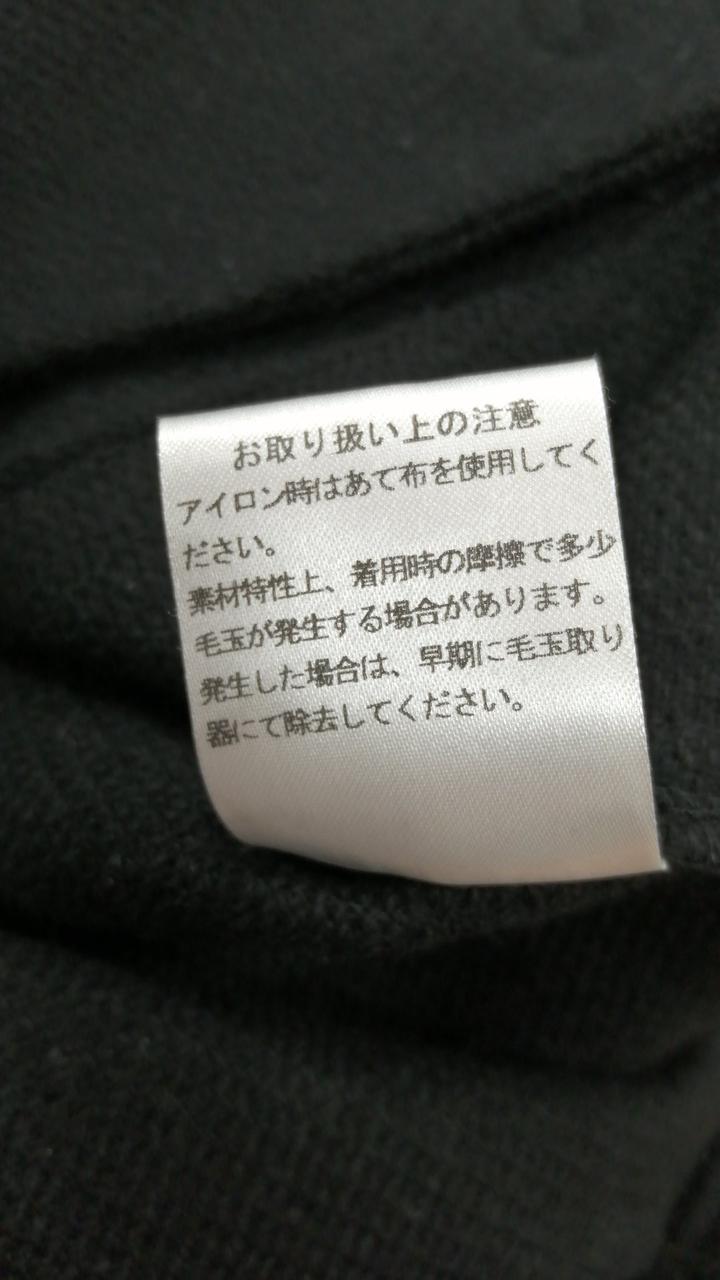 お取り扱い上の注意
アイロン時はあて布を使用してく
ださい。
素材特性上、着用時の摩擦で多少
毛玉が発生する場合があります。
発生した場合は、早期に毛玉取り
器にて除去してください。